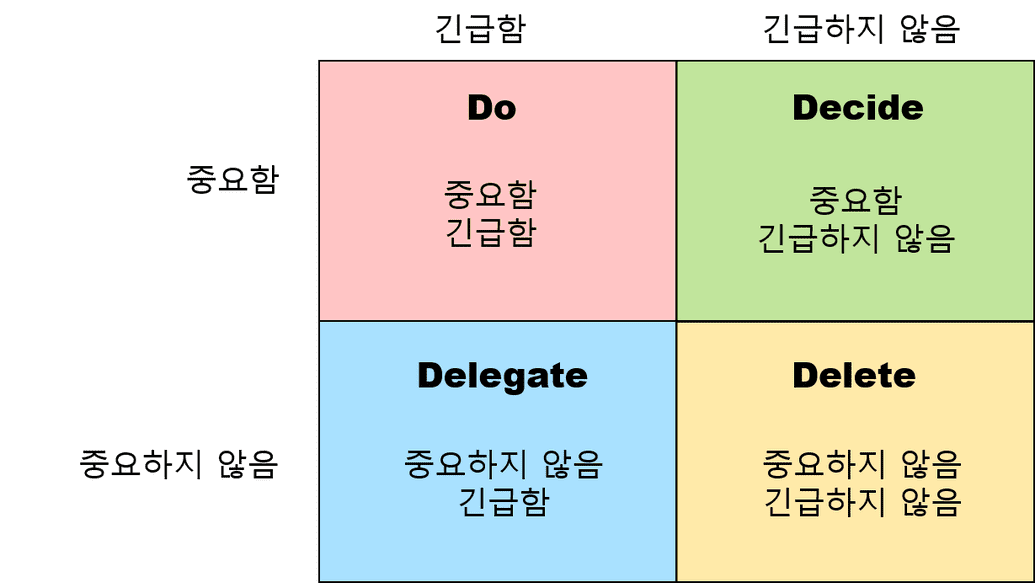 긴급함 긴급하지 않음
Do Decide
중요함
중요함
긴급함
중요함
긴급하지 않음
Delegate Delete
중요하지 않음
중요하지 않음
긴급함
중요하지 않음
긴급하지 않음